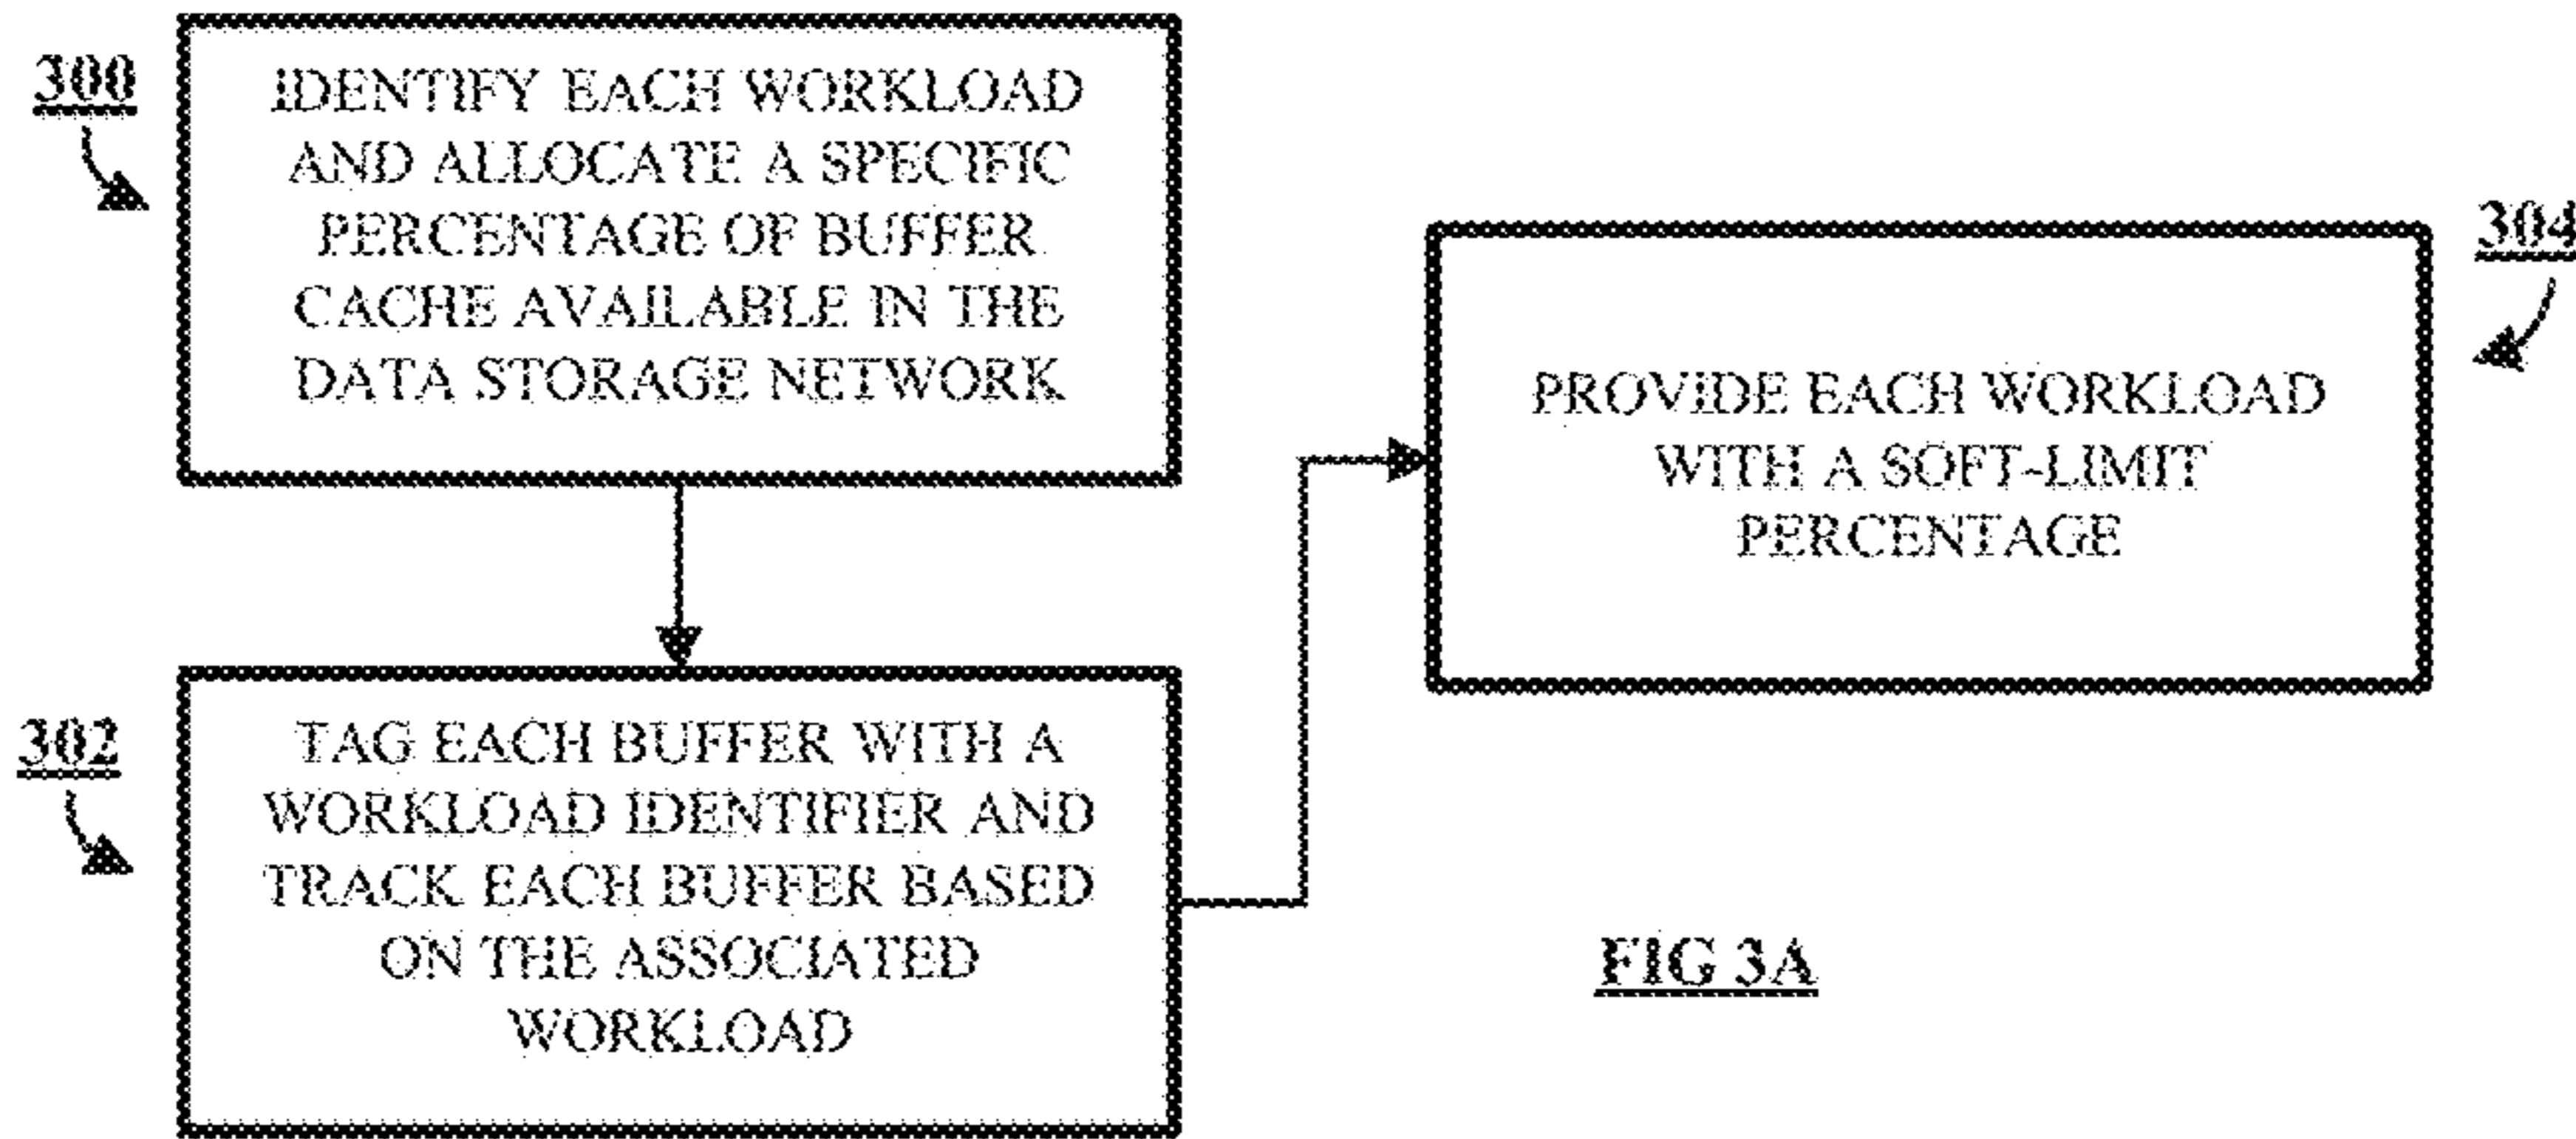 300
IDENTIFY EACH WORKLOAD
AND ALLOCATE A SPECIFIC
PERCENTAGE OF BUFFER
CACHE AVAILABLE IN THE
DATA STORAGE NETWORK
302
TAG EACH BUFFER WITH A
WORKLOAD IDENTIFIER AND
TRACK EACH BUFFER BASED
ON THE ASSOCIATED
WORKLOAD
304
PROVIDE EACH WORKLOAD
WITH A SOFT-LIMIT
PERCENTAGE
FIG 3A